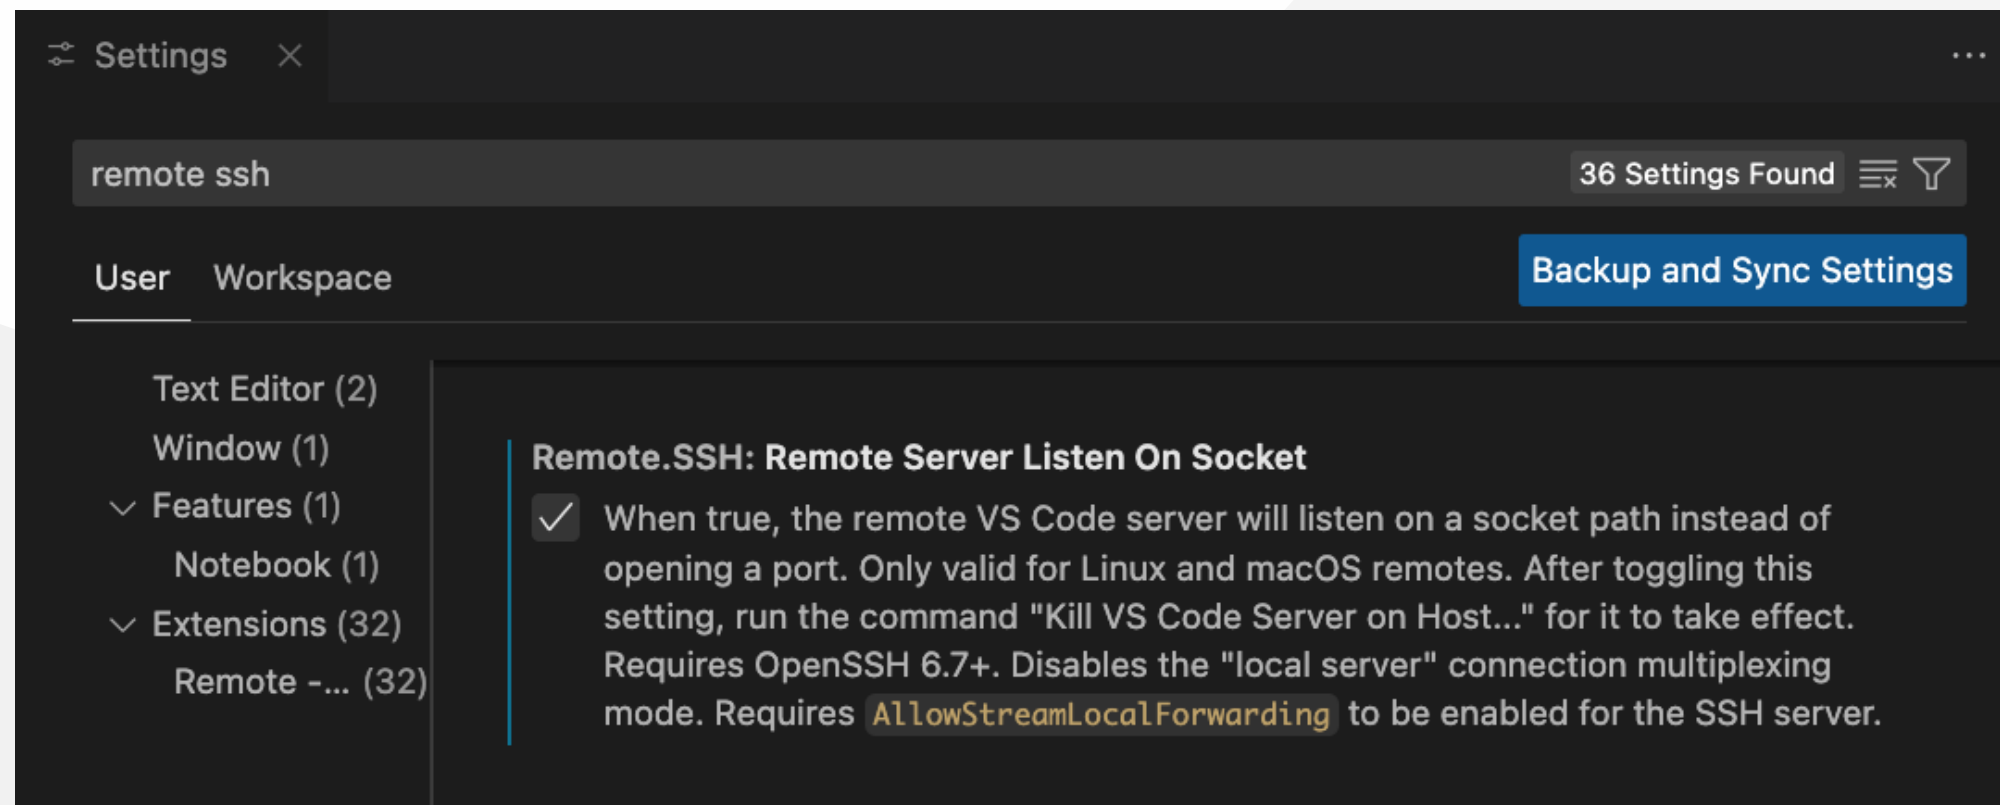 Settings
remote ssh
36 Settings Found
User Workspace
Backup and Sync Settings
Text Editor (2)
Window (1)
Features (1)
Notebook (1)
Extensions (32)
Remote -... (32)
Remote.SSH: Remote Server Listen On Socket
When true, the remote VS Code server will listen on a socket path instead of
opening a port. Only valid for Linux and macOS remotes. After toggling this
setting, run the command "Kill VS Code Server on Host..." for it to take effect.
Requires OpenSSH 6.7+. Disables the "local server" connection multiplexing
mode. Requires AllowStreamLocalForwarding to be enabled for the SSH server.